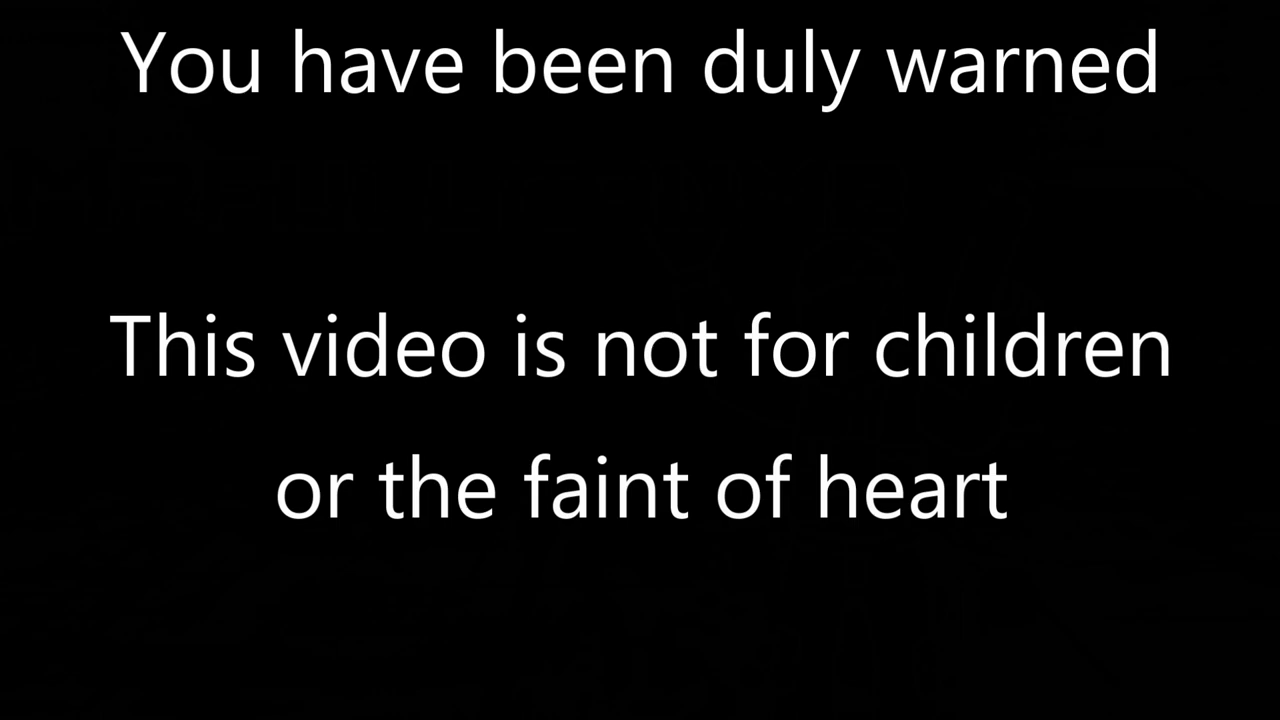 You have been duly warned
This video is not for children
or the faint of heart